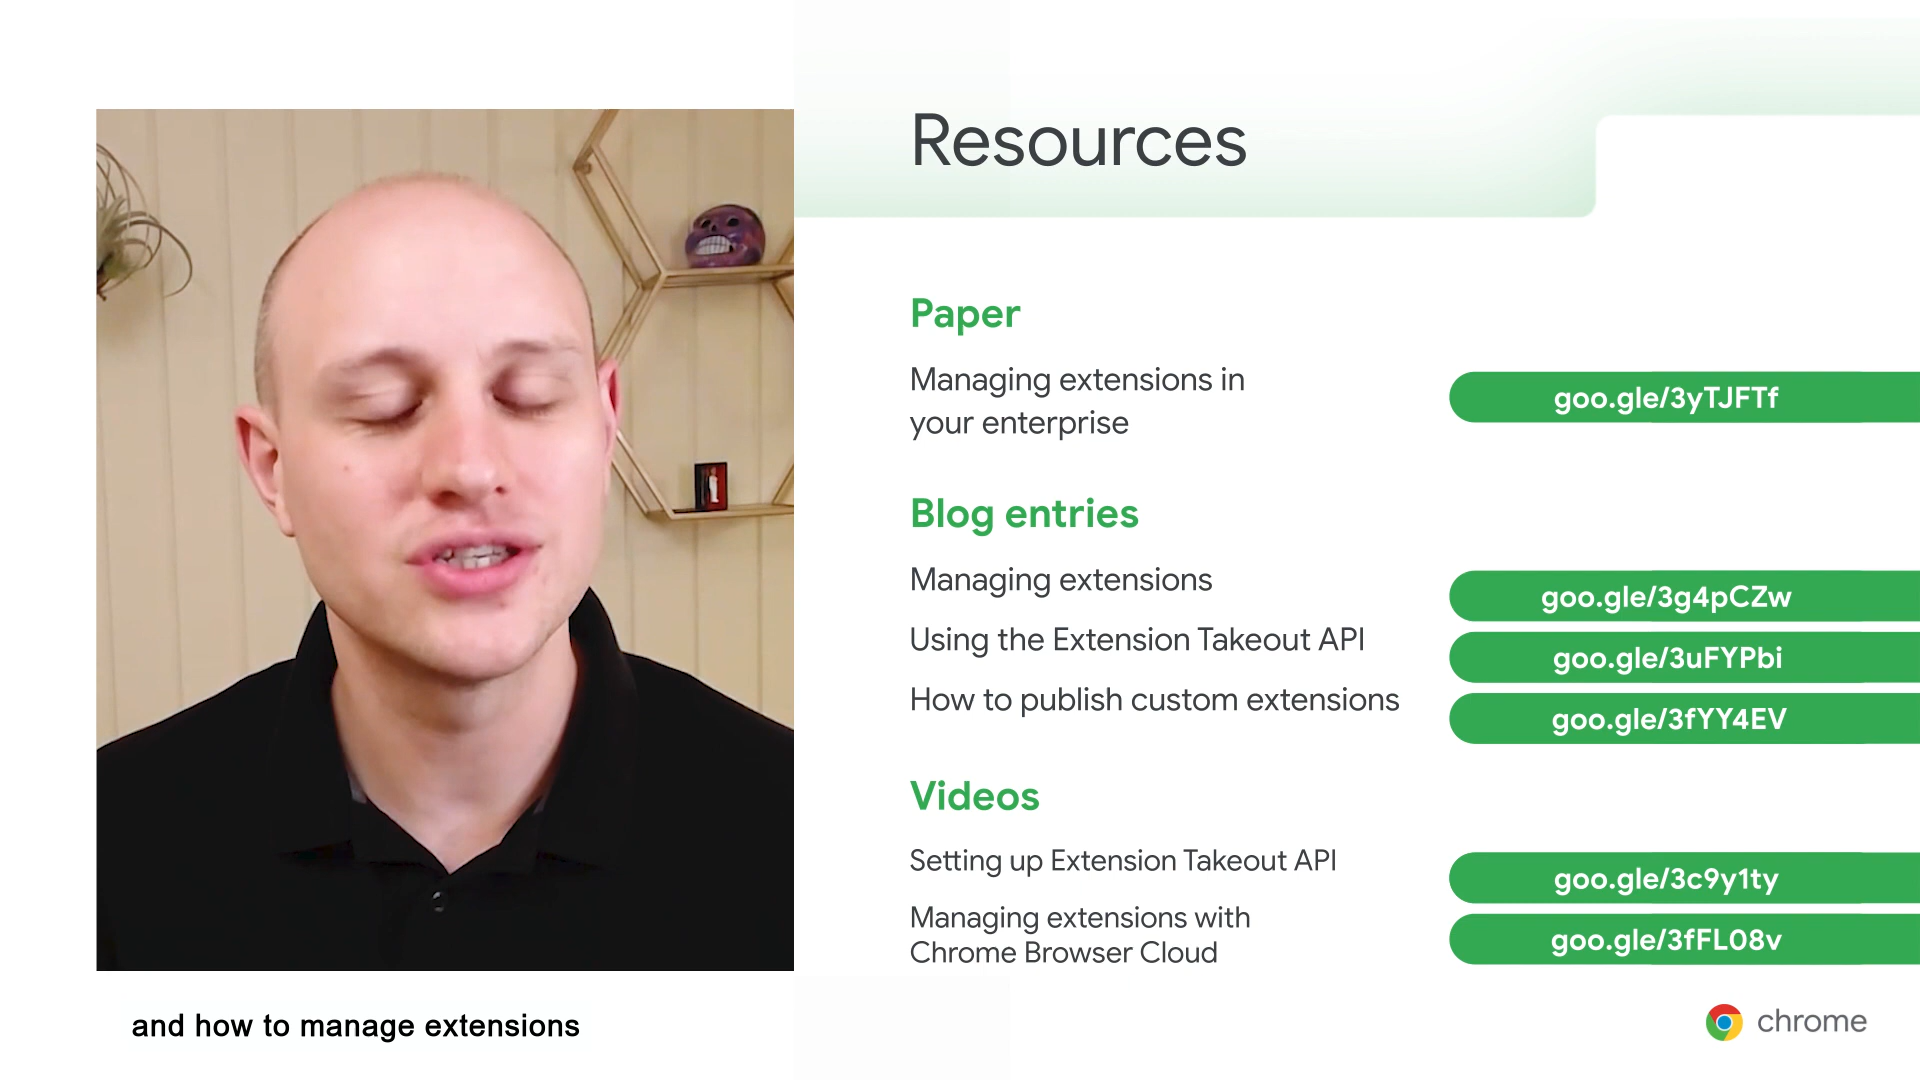 Resources
Paper
Managing extensions in
your enterprise
goo.gle/3yTJFTf
Blog entries
Managing extensions
goo.gle/3g4pCZw
Using the Extension Takeout API
goo.gle/3uFYPbi
How to publish custom extensions
goo.gle/3fYY4EV
Videos
Setting up Extension Takeout API
goo.gle/3c9y1ty
Managing extensions with
Chrome Browser Cloud
goo.gle/3fFL08v
and how to manage extensions
chrome